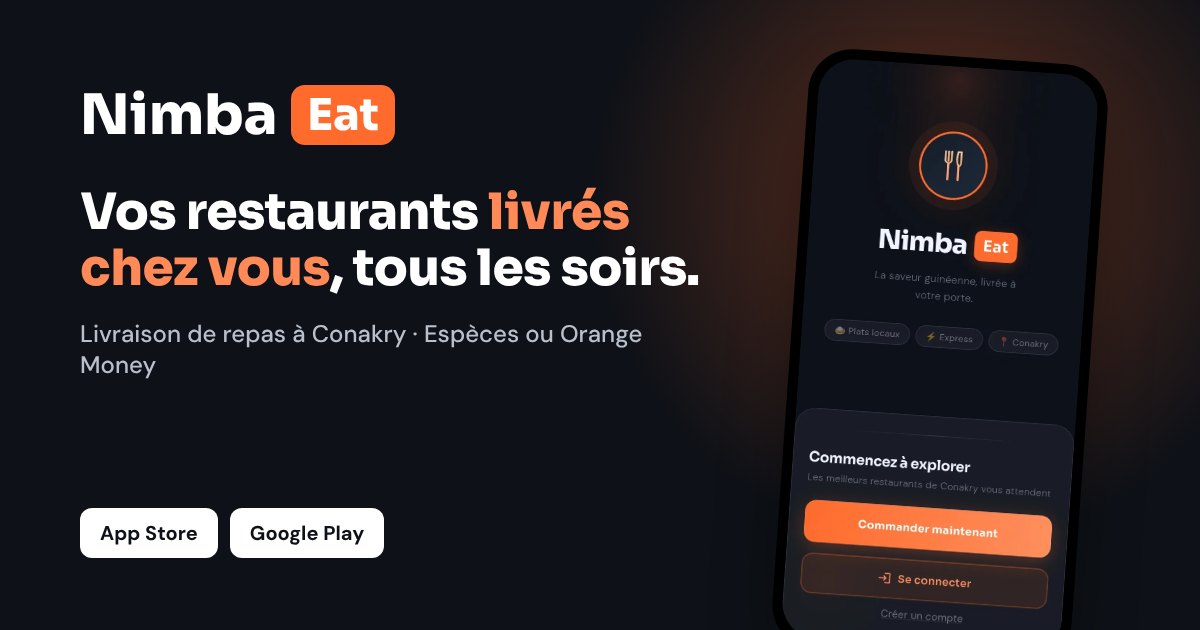 Nimba Eat
Vos restaurants livrés
chez vous, tous les soirs.
Livraison de repas à Conakry · Espèces ou Orange
Money
App Store
Google Play
Nimba Eat
La saveur guinéenne, livrée à
votre porte.
Plats locaux
Express
Conakry
Commencez à explorer
Les meilleurs restaurants de Conakry vous attendent
Commander maintenant
Se connecter
Créer un compte